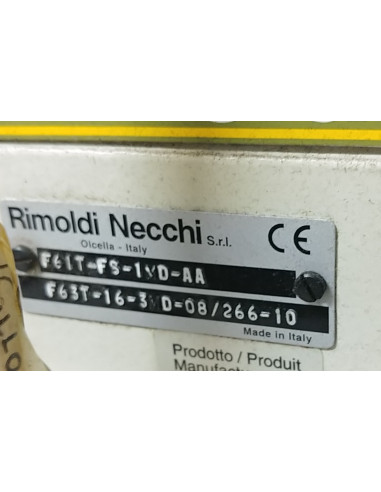 Rimoldi Necchi S.r.l. CE
Olcella - Italy
F61T-FS-1VD-AA
F63T-16-3VD-08/266-10
Made in Italy
Prodotto / Produit